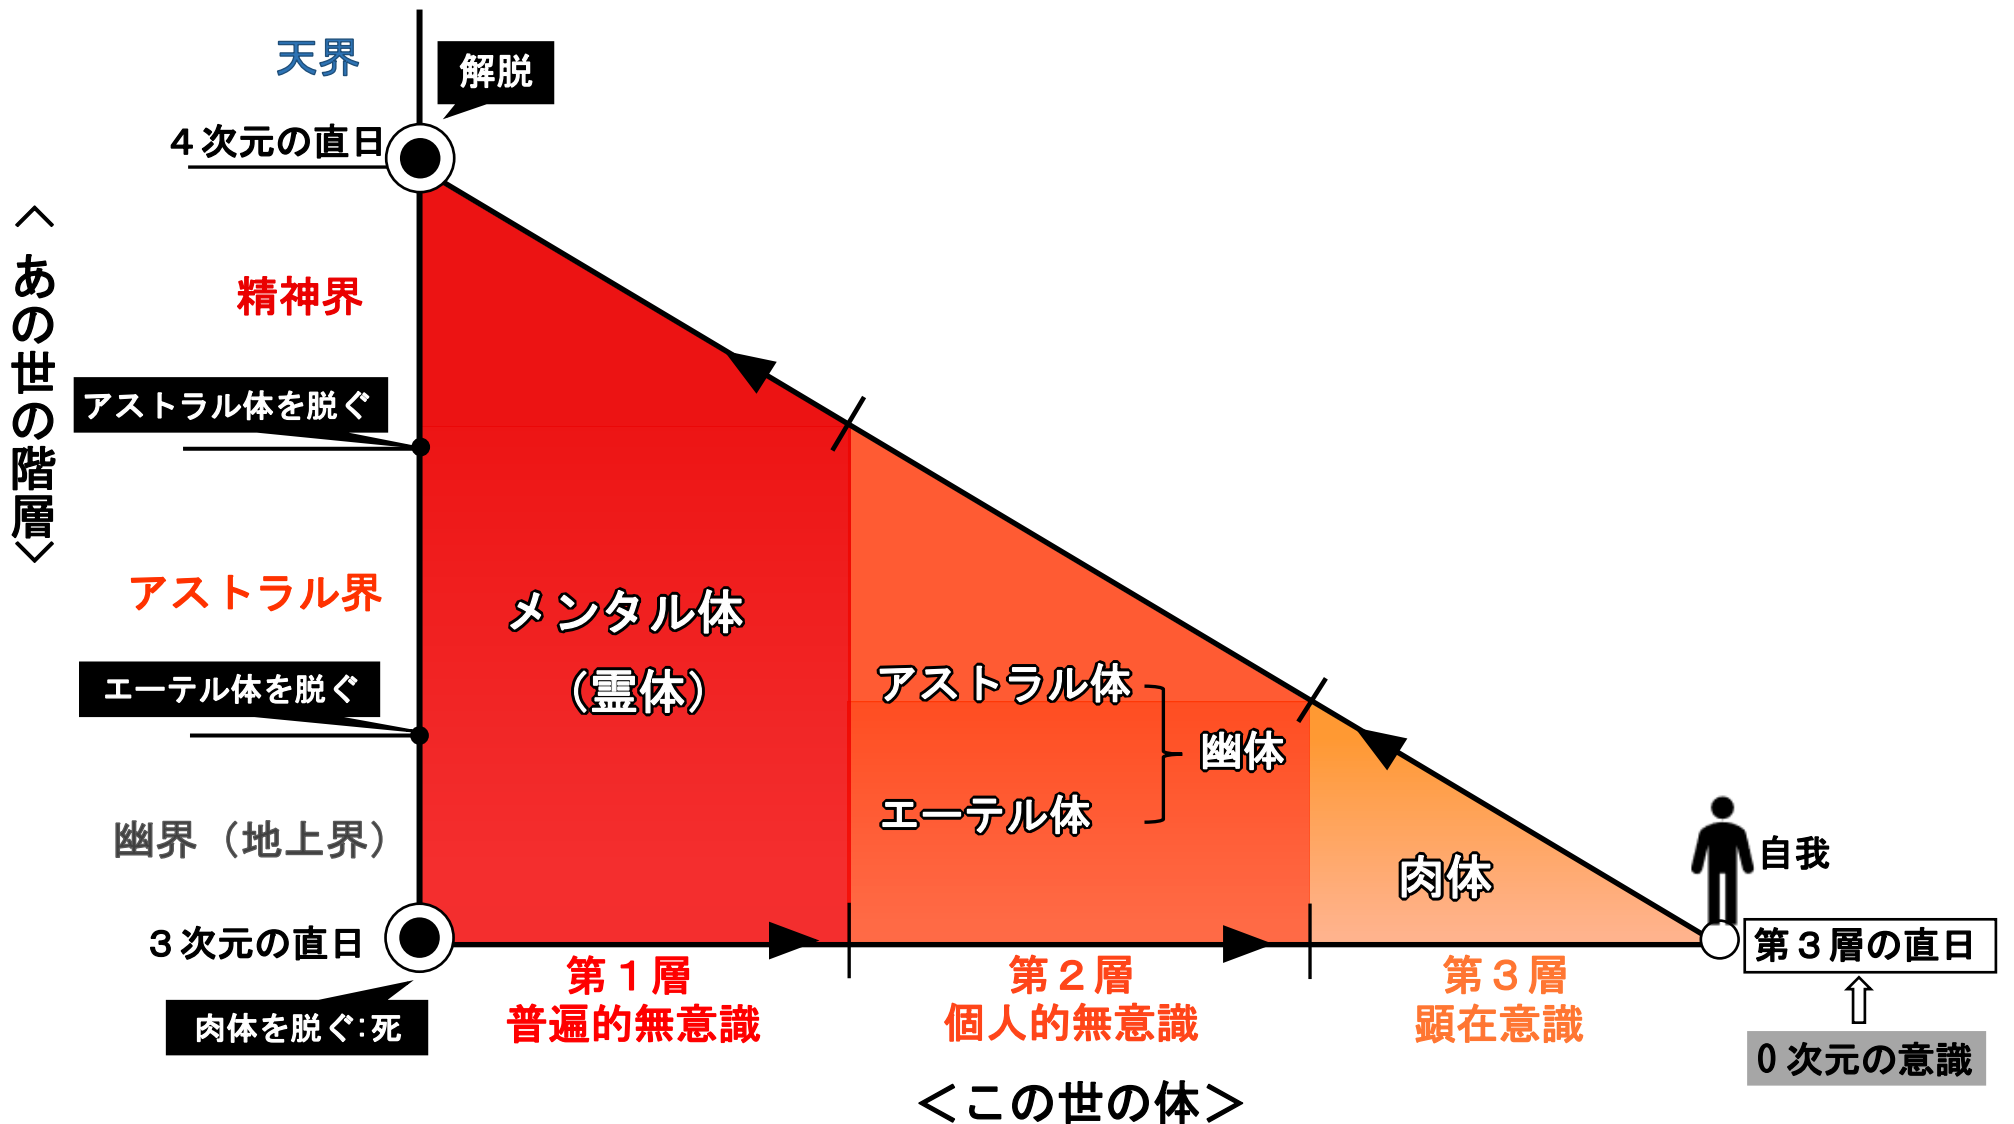 天界
解脱
４次元の直日
＜あの世の階層＞
精神界
アストラル体を脱ぐ
アストラル界
メンタル体
（霊体）
エーテル体を脱ぐ
アストラル体
幽体
エーテル体
幽界（地上界）
肉体
自我
３次元の直日
第３層の直日
肉体を脱ぐ：死
第１層
普遍的無意識
第２層
個人的無意識
第３層
顕在意識
⇧
０次元の意識
＜この世の体＞